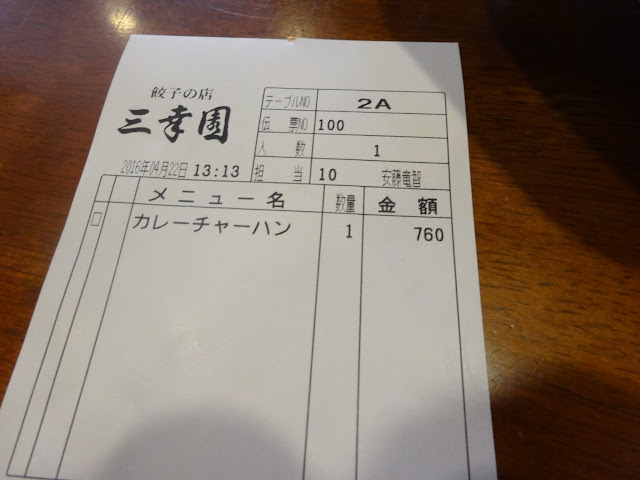 餃子の店
三幸園
テーブルNO 2A
伝票NO 100
人数 1
2016年04月22日 13:13
担当 10 安藤竜智
メニュー名 数量 金額
カレーチャーハン 1 760